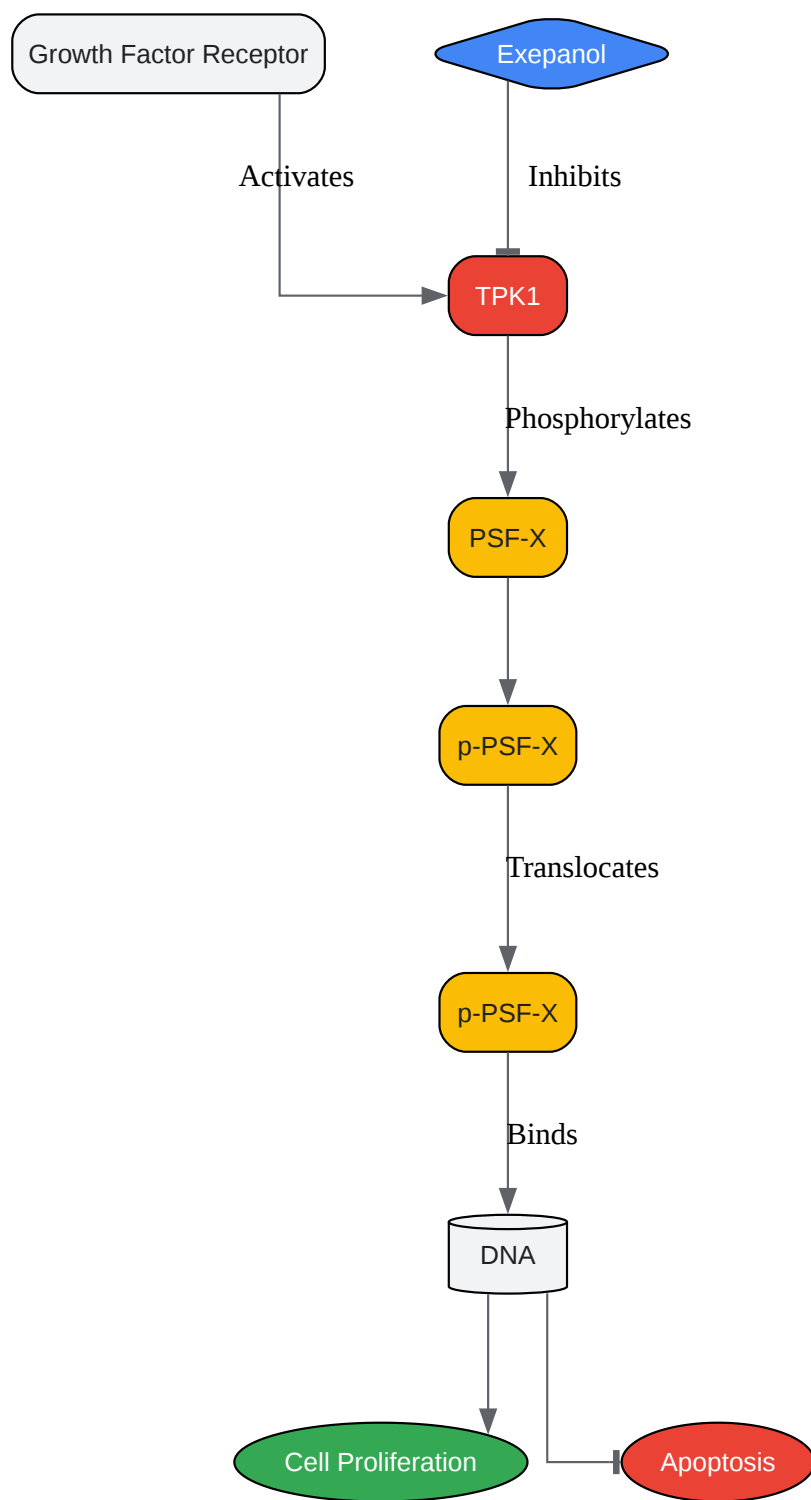 Growth Factor Receptor
Exepanol
Activates
Inhibits
TPK1
Phosphorylates
PSF-X
p-PSF-X
Translocates
p-PSF-X
Binds
DNA
Cell Proliferation
Apoptosis